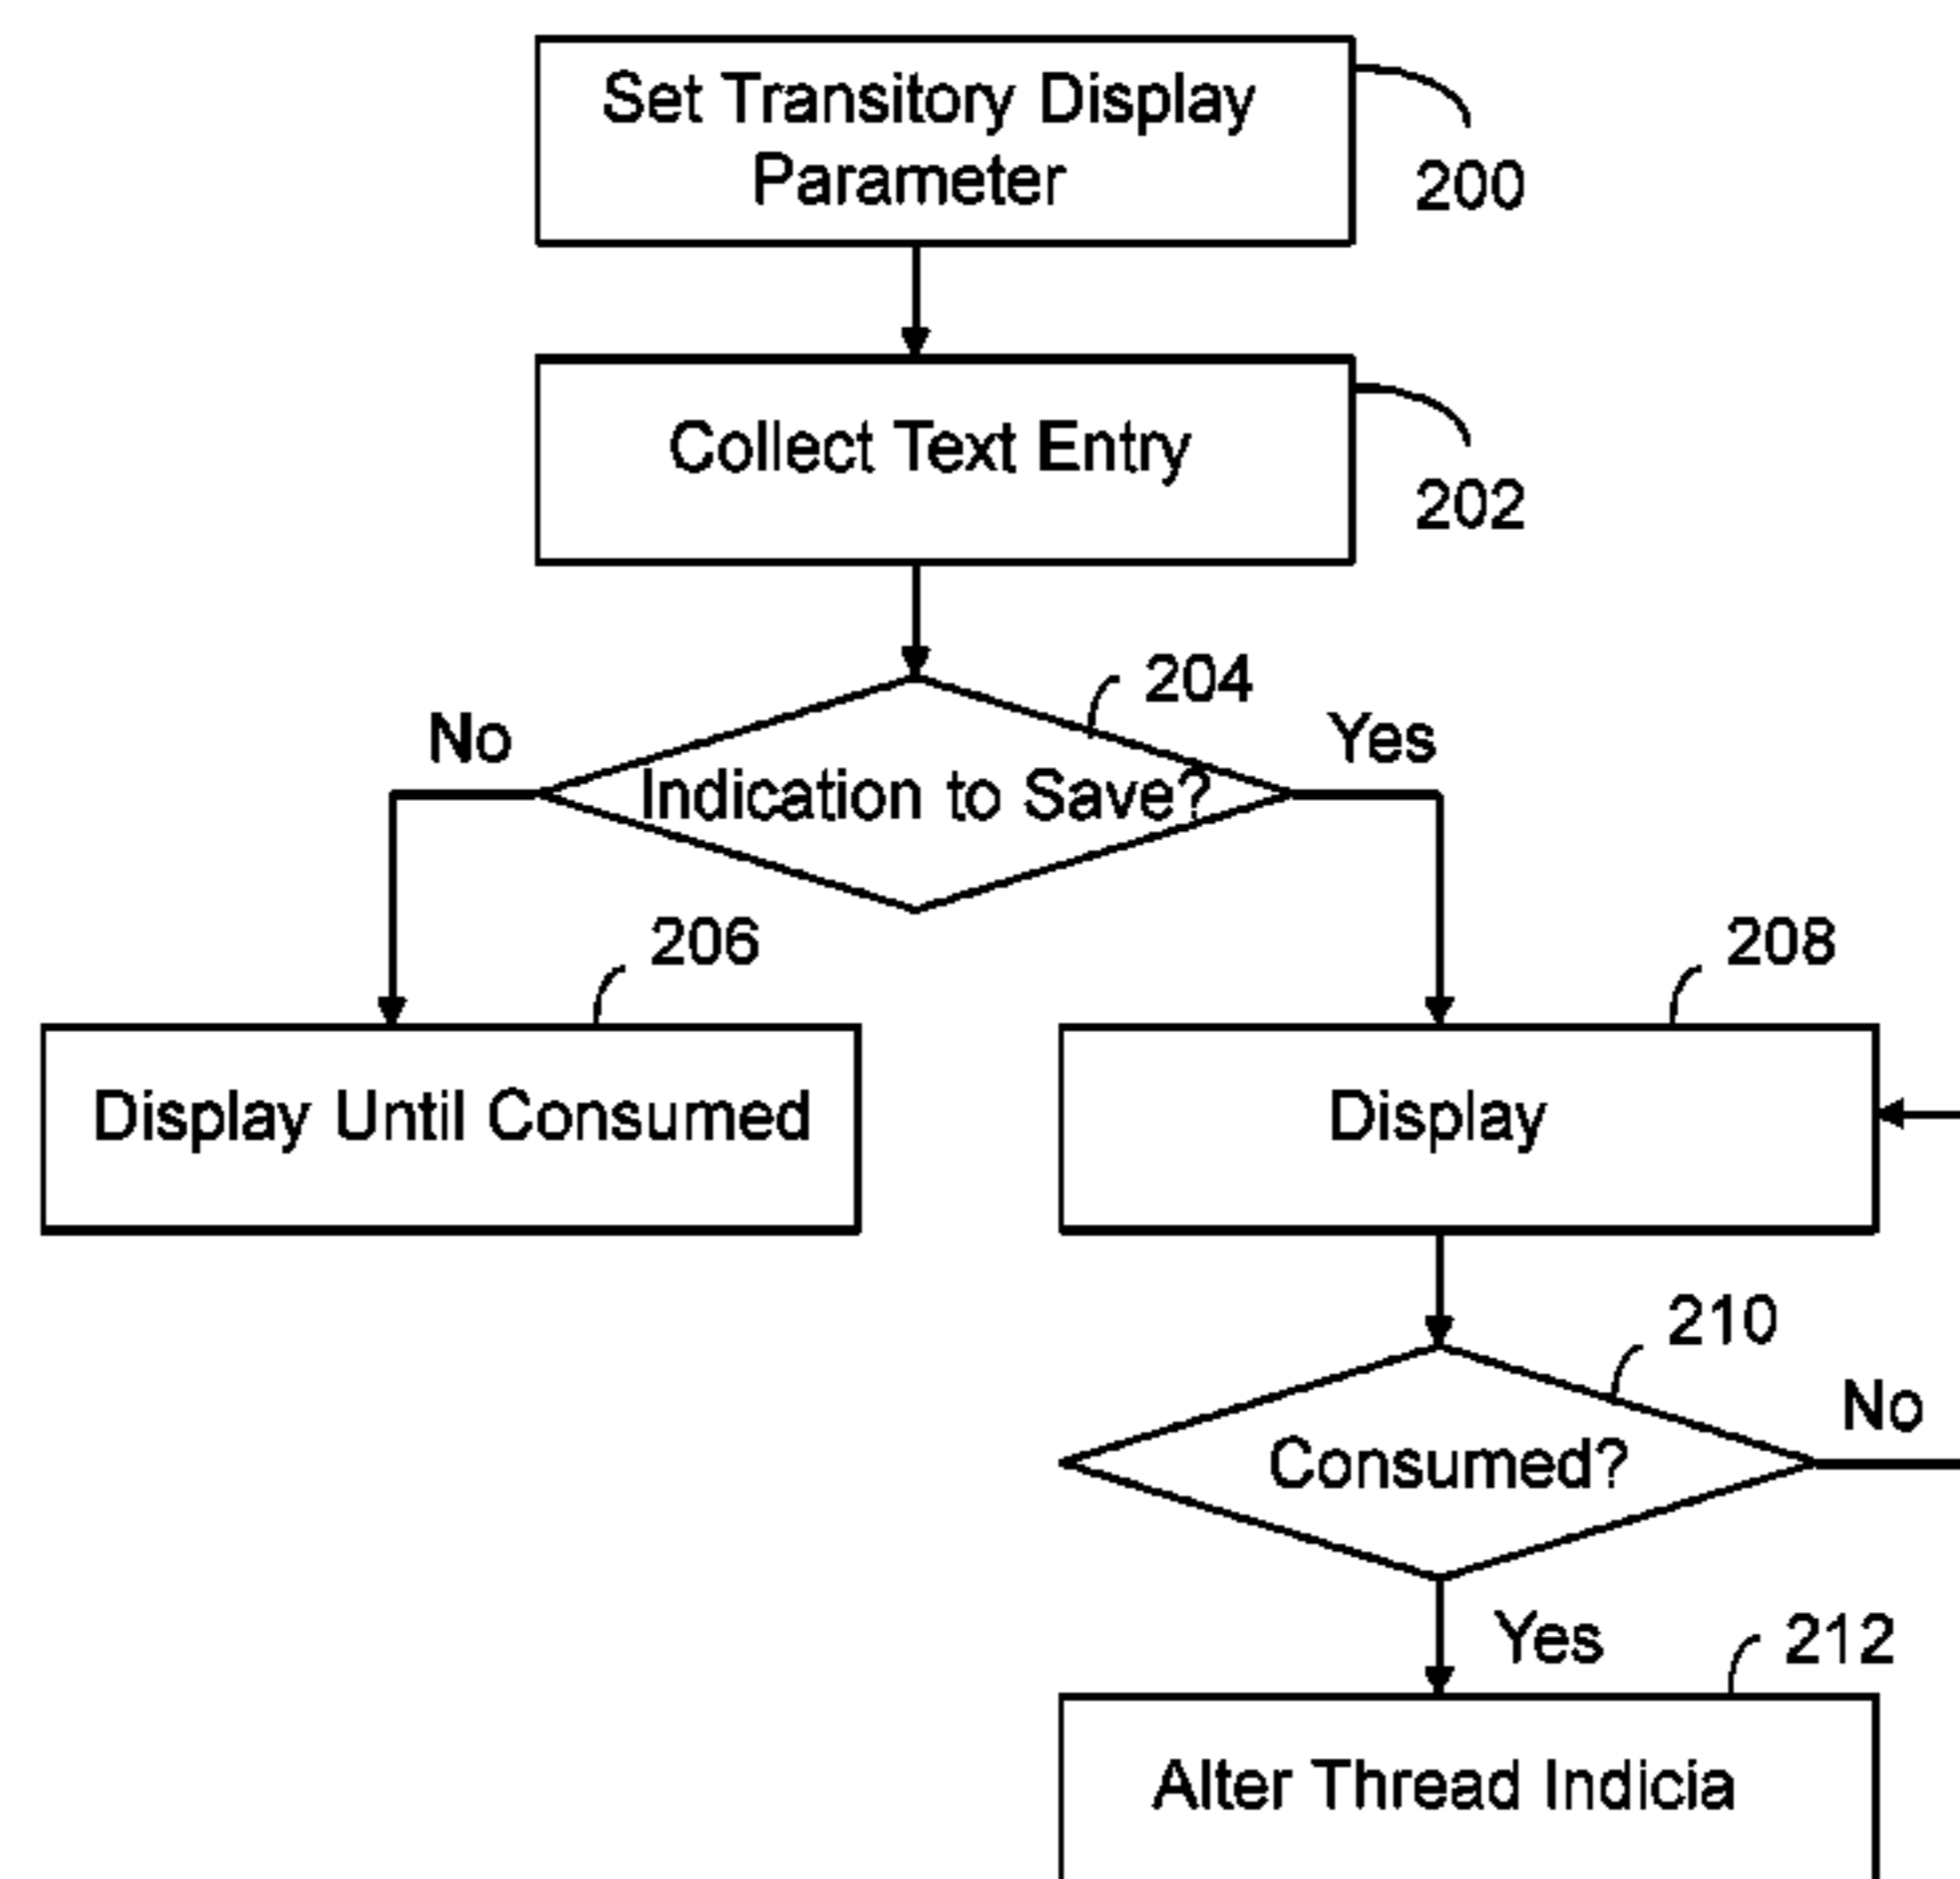 Set Transitory Display
Parameter
200
Collect Text Entry
202
204
No
Yes
Indication to Save?
206
208
Display Until Consumed
Display
210
No
Consumed?
Yes
212
Alter Thread Indicia